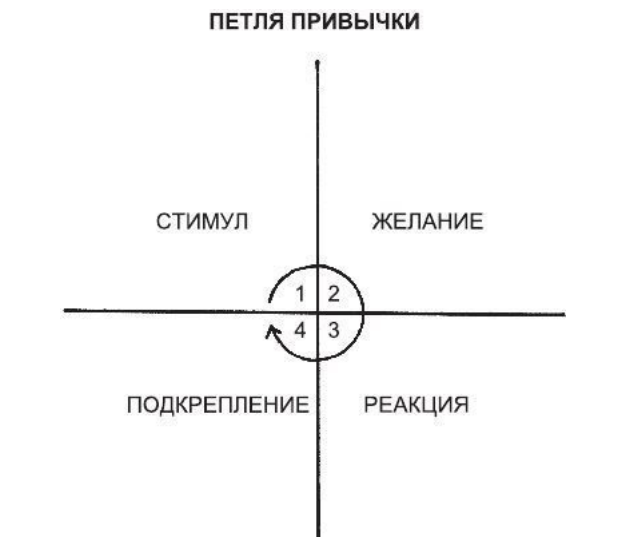 ПЕТЛЯ ПРИВЫЧКИ
СТИМУЛ ЖЕЛАНИЕ
1 2
4 3
ПОДКРЕПЛЕНИЕ РЕАКЦИЯ